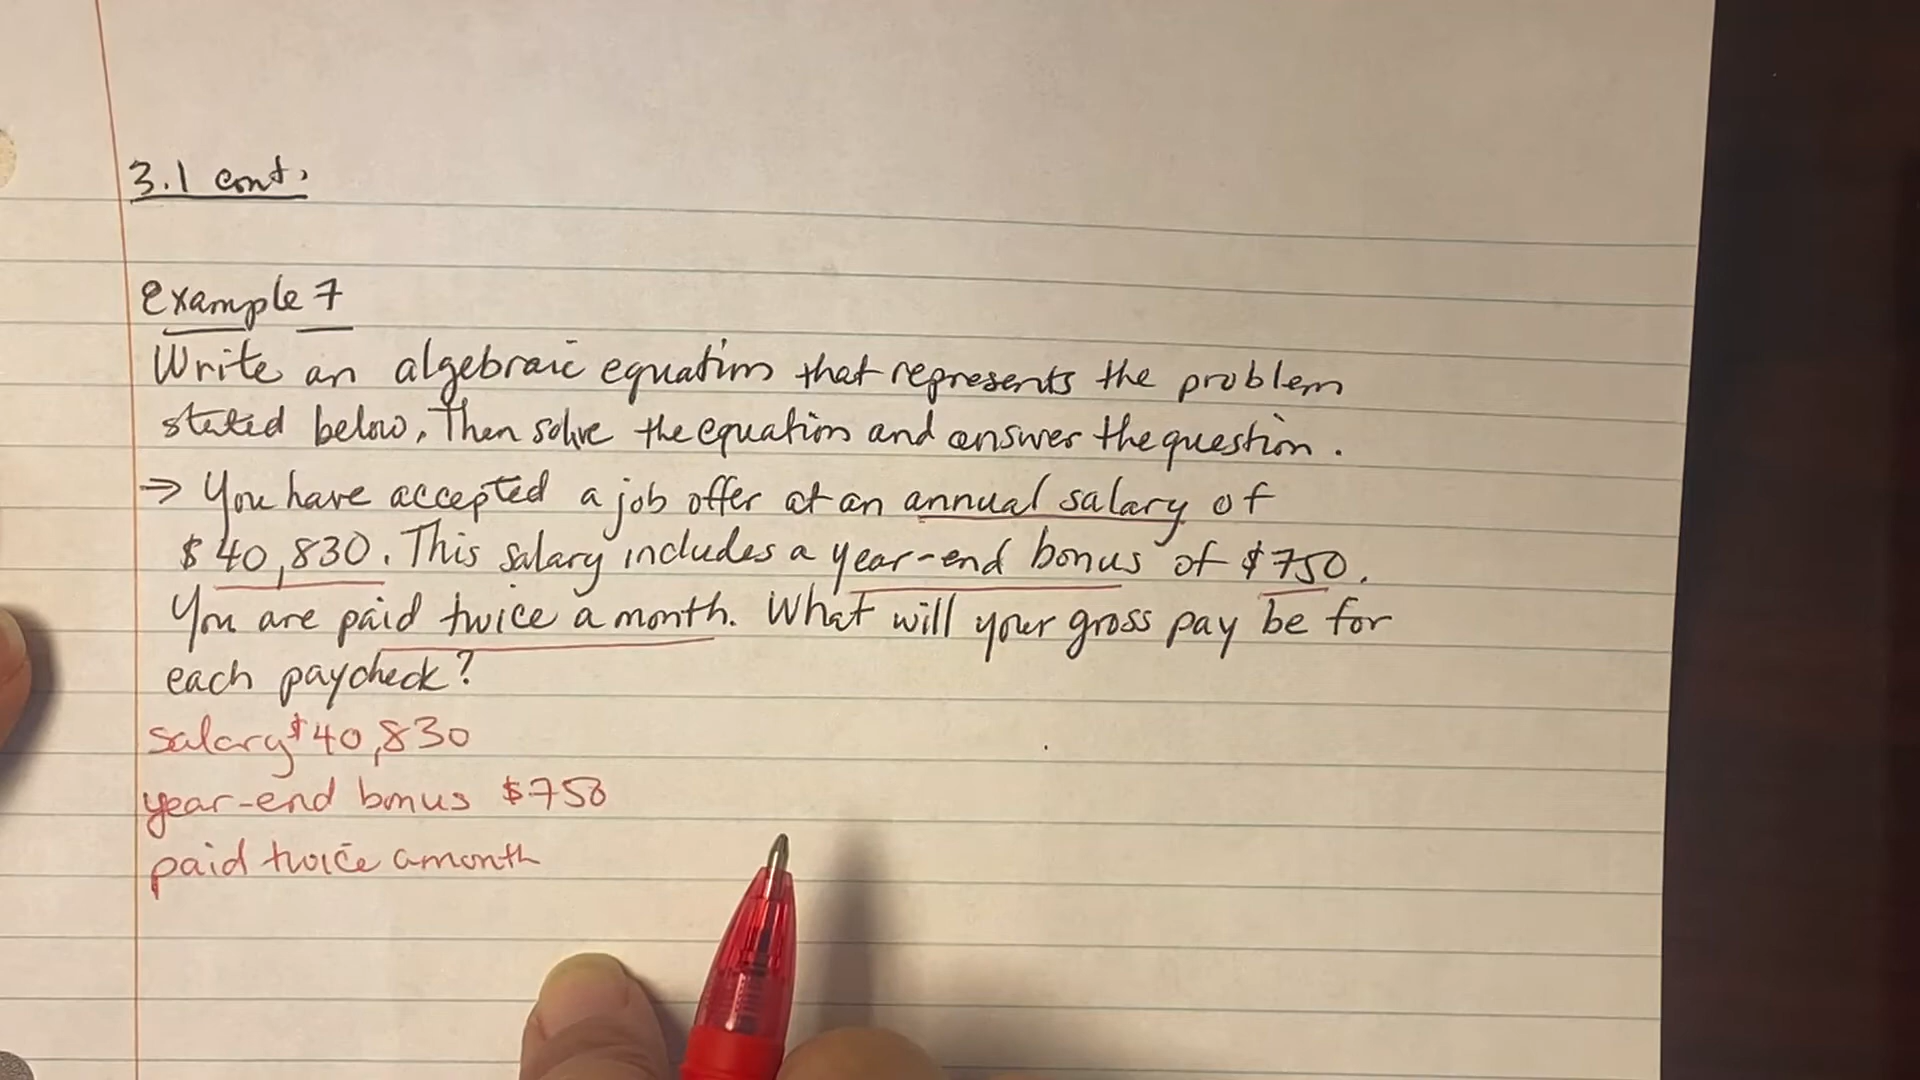 3.1 cont.
Example 7
Write an algebraic equation that represents the problem
stated below. Then solve the equation and answer the question.
→ You have accepted a job offer at an annual salary of
$40,830. This salary includes a year-end bonus of $750.
You are paid twice a month. What will your gross pay be for
each paycheck?
salary $40,830
year-end bonus $750
paid twice a month